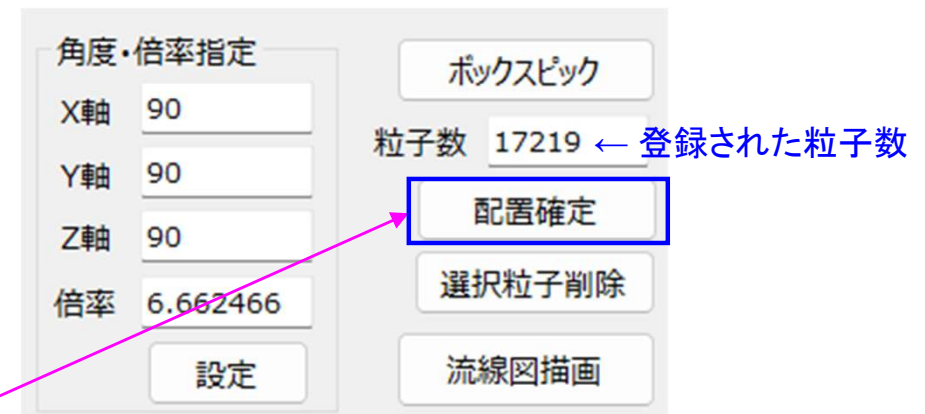 角度・倍率指定
X軸 90
Y軸 90
Z軸 90
倍率 6.662466
設定
ボックスピック
粒子数 17219 ← 登録された粒子数
配置確定
選択粒子削除
流線図描画